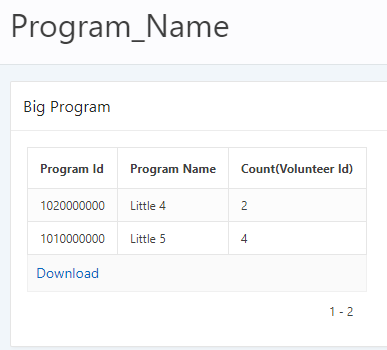 Program_Name
Big Program
Program Id Program Name Count(Volunteer Id)
1020000000 Little 4 2
1010000000 Little 5 4
Download
1 - 2